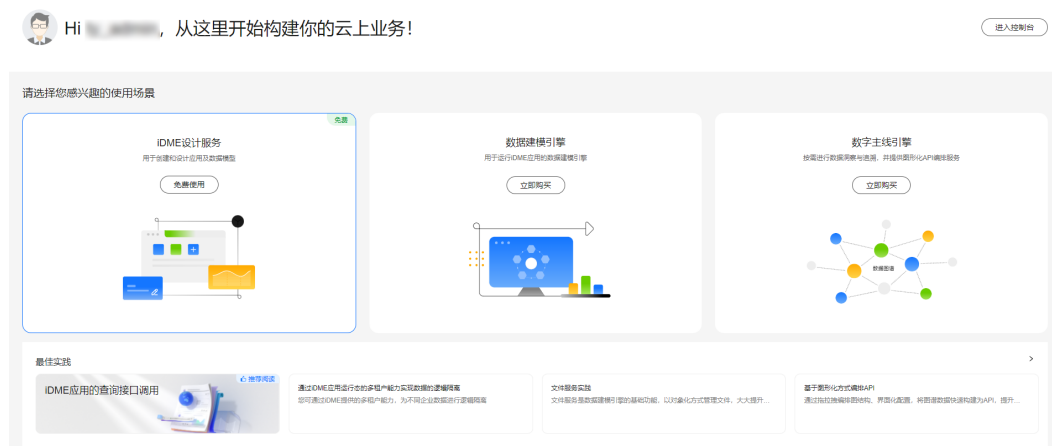 Hi ，从这里开始构建你的云上业务！
进入控制台
请选择您感兴趣的使用场景
免费
iDME设计服务
用于创建和设计应用及数据模型
免费使用
数据建模引擎
用于运行iDME应用的数据建模引擎
立即购买
数字主线引擎
按需进行数据洞察与追溯，并提供图形化API编排服务
立即购买
数据图谱
最佳实践
推荐阅读
iDME应用的查询接口调用
通过iDME应用运行态的多租户能力实现数据的逻辑隔离
您可通过iDME提供的多租户能力，为不同企业数据进行逻辑隔离
文件服务实践
文件服务是数据建模引擎的基础功能，以对象化方式管理文件，大大提升...
基于图形化方式编排API
通过拖拉拽编排图结构、界面化配置，将图谱数据快速构建为API，提升...